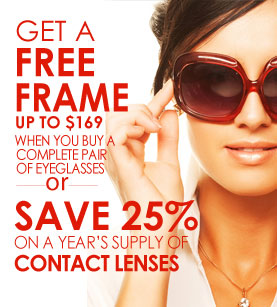 GET A
FREE
FRAME
UP TO $169
WHEN YOU BUY A
COMPLETE PAIR
OF EYEGLASSES
or
SAVE 25%
ON A YEAR'S SUPPLY OF
CONTACT LENSES